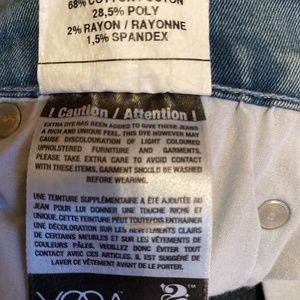 68% COTTON / COTON
28,5% POLY
2% RAYON / RAYONNE
1,5% SPANDEX
! Caution / Attention !
EXTRA DYE HAS BEEN ADDED TO GIVE THESE JEANS
A RICH AND UNIQUE FEEL. THIS DYE HOWEVER MAY
CAUSE DISCOLOURATION OF LIGHT COLOURED
UPHOLSTERED FURNITURE AND GARMENTS.
PLEASE TAKE EXTRA CARE TO AVOID CONTACT
WITH THESE ITEMS. GARMENT SHOULD BE WASHED
BEFORE WEARING.
UNE TEINTURE SUPPLÉMENTAIRE A ÉTÉ AJOUTÉE AU
JEAN POUR LUI DONNER UNE TOUCHE RICHE ET
UNIQUE. CETTE TEINTURE PEUT TOUTEFOIS ENTRAINER
UNE DÉCOLORATION SUR LES REVÊTEMENTS CLAIRS
DE CERTAINS MEUBLES ET SUR LES VÊTEMENTS DE
COULEURS CLAIRE. VEUILLEZ DONC ÉVITER TOUT
CONTACT AVEC CES ARTICLES. IL EST SUGGÉRÉ DE
LAVER CE VÊTEMENT AVANT DE LE PORTER.